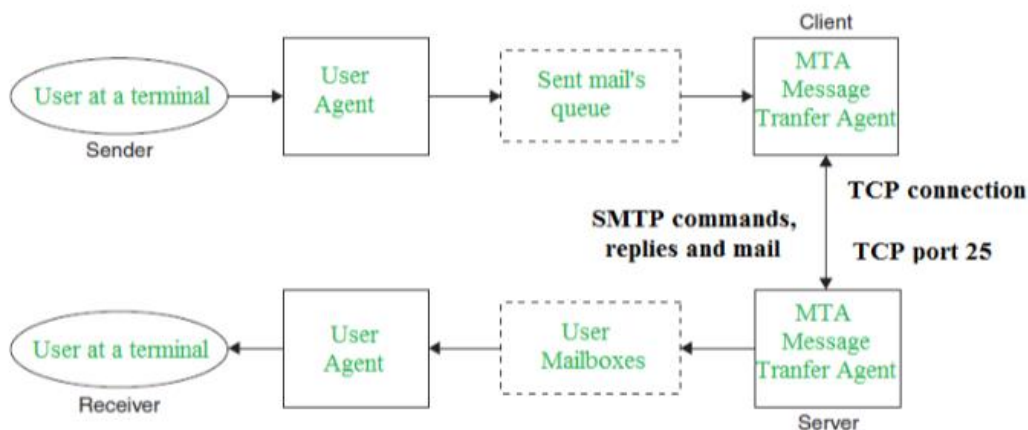 Client
User at a terminal
Sender
User
Agent
Sent mail's
queue
MTA
Message
Tranfer Agent
TCP connection
SMTP commands,
replies and mail
TCP port 25
User at a terminal
Receiver
User
Agent
User
Mailboxes
MTA
Message
Tranfer Agent
Server